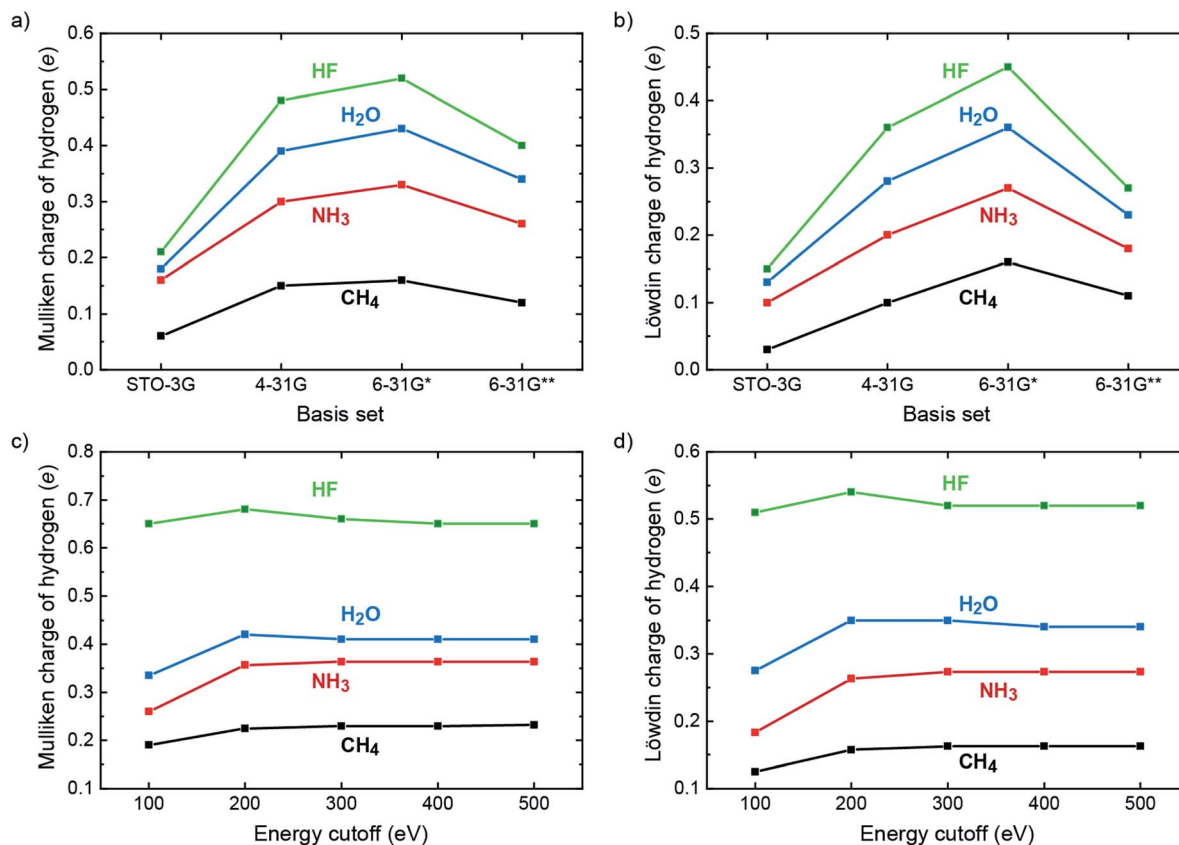 a)
Mulliken charge of hydrogen (e)
0.6
0.5
0.4
0.3
0.2
0.1
0.0
HF
H₂O
NH₃
CH₄
STO-3G 4-31G 6-31G* 6-31G**
Basis set
b)
Löwdin charge of hydrogen (e)
0.5
0.4
0.3
0.2
0.1
0.0
HF
H₂O
NH₃
CH₄
STO-3G 4-31G 6-31G* 6-31G**
Basis set
c)
Mulliken charge of hydrogen (e)
0.8
0.7
0.6
0.5
0.4
0.3
0.2
0.1
HF
H₂O
NH₃
CH₄
100 200 300 400 500
Energy cutoff (eV)
d)
Löwdin charge of hydrogen (e)
0.6
0.5
0.4
0.3
0.2
0.1
HF
H₂O
NH₃
CH₄
100 200 300 400 500
Energy cutoff (eV)